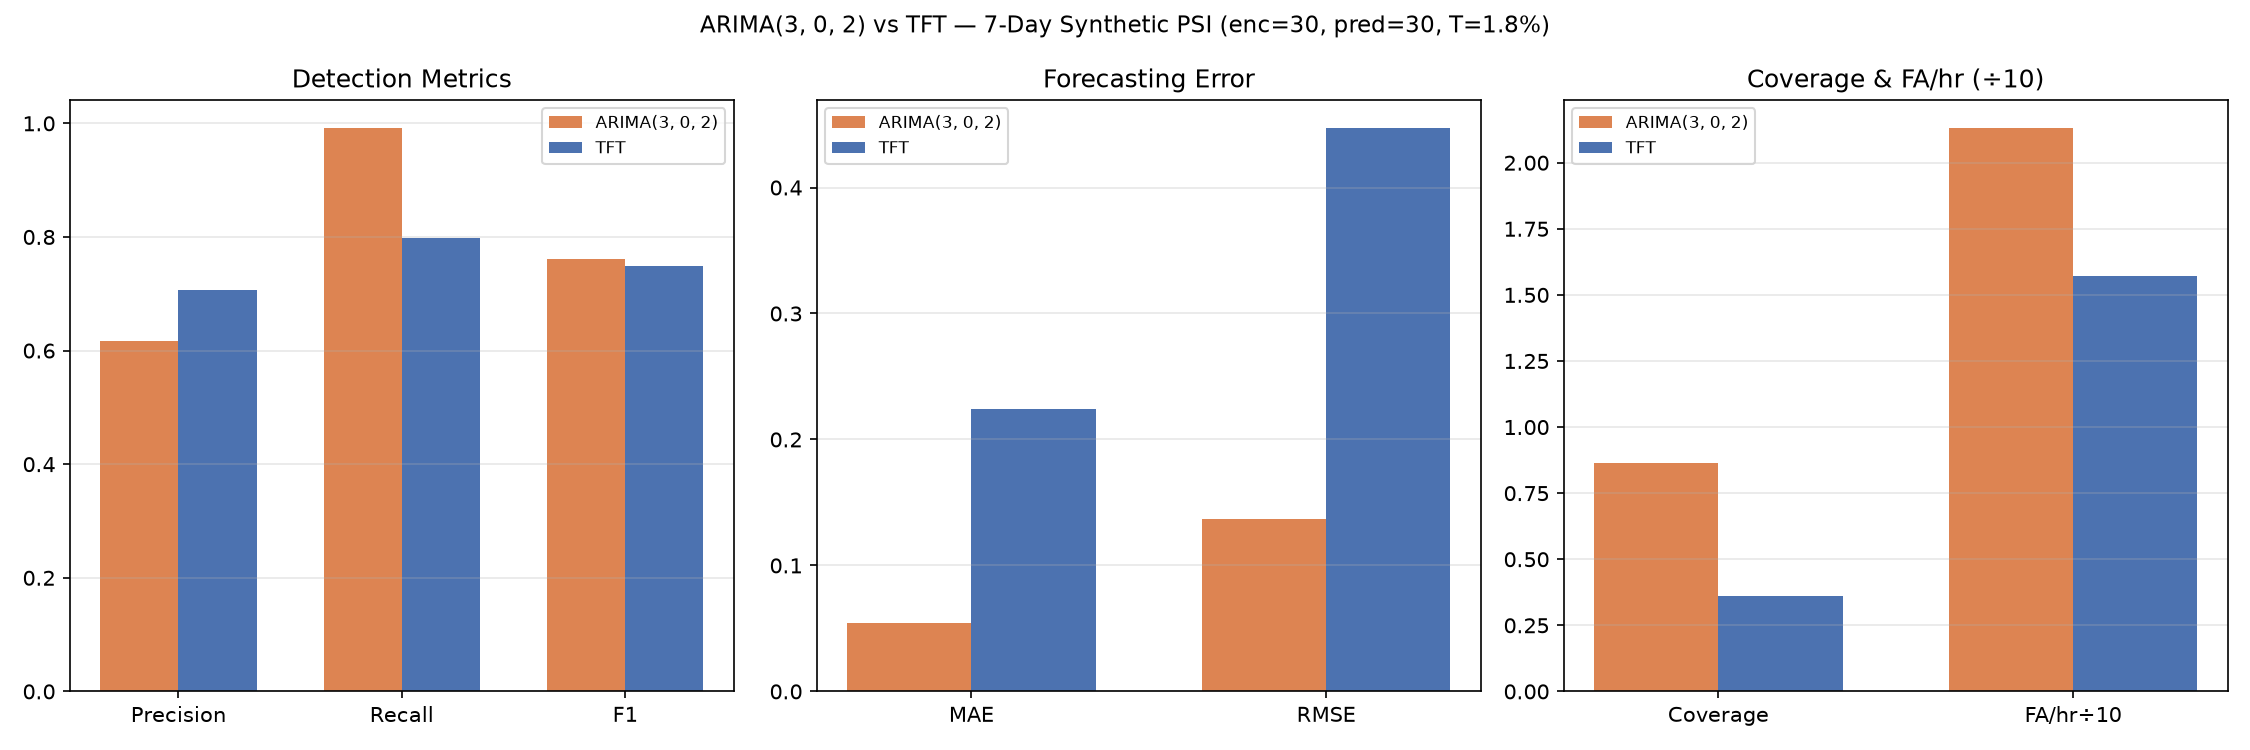 ARIMA(3, 0, 2) vs TFT — 7-Day Synthetic PSI (enc=30, pred=30, T=1.8%)
Detection Metrics
ARIMA(3, 0, 2)
TFT
1.0
0.8
0.6
0.4
0.2
0.0
Precision
Recall
F1
Forecasting Error
ARIMA(3, 0, 2)
TFT
0.4
0.3
0.2
0.1
0.0
MAE
RMSE
Coverage & FA/hr (÷10)
ARIMA(3, 0, 2)
TFT
2.00
1.75
1.50
1.25
1.00
0.75
0.50
0.25
0.00
Coverage
FA/hr÷10